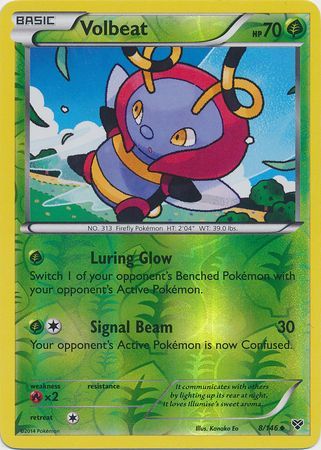 BASIC
Volbeat
HP 70
NO. 313 Firefly Pokémon HT: 2'04" WT: 39.0 lbs.
Luring Glow
Switch 1 of your opponent's Benched Pokémon with
your opponent's Active Pokémon.
Signal Beam 30
Your opponent's Active Pokémon is now Confused.
weakness resistance
×2
It communicates with others
by lighting up its rear at night.
It loves Illumise's sweet aroma.
retreat
©2014 Pokémon
Illus. Kanako Eo
8/146
XY